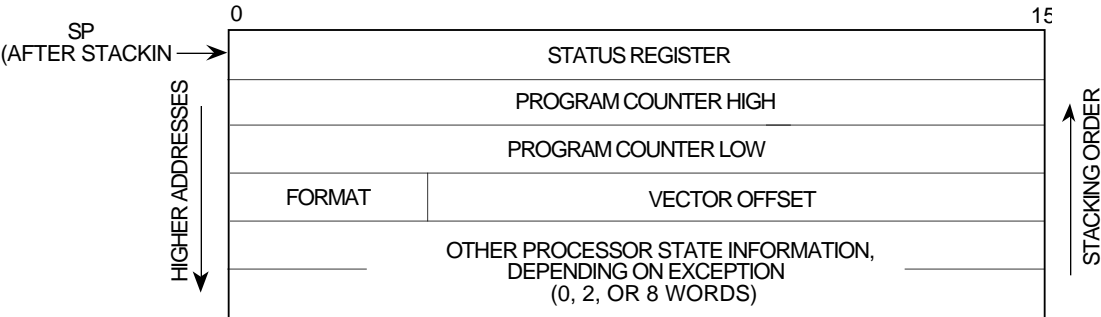 0 15
SP
(AFTER STACKIN
STATUS REGISTER
PROGRAM COUNTER HIGH
PROGRAM COUNTER LOW
FORMAT VECTOR OFFSET
OTHER PROCESSOR STATE INFORMATION,
DEPENDING ON EXCEPTION
(0, 2, OR 8 WORDS)
HIGHER ADDRESSES
STACKING ORDER